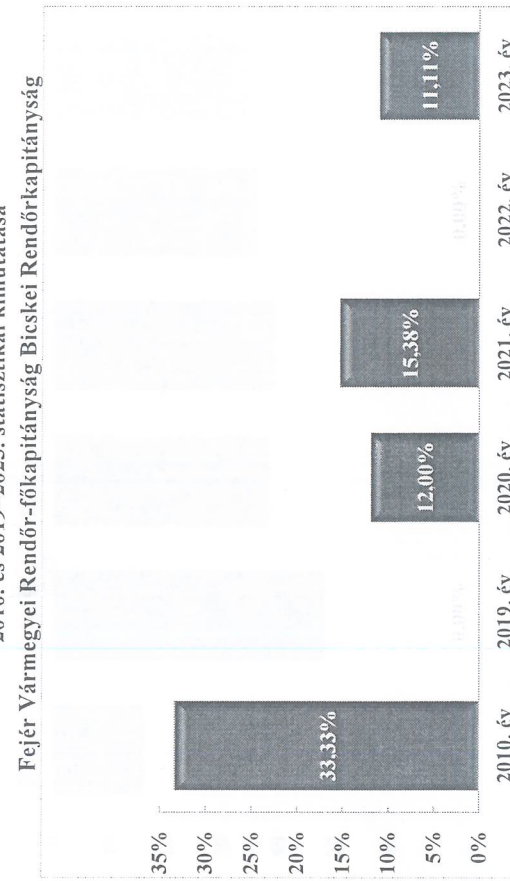 2010. és 2019-2023. statisztikai kimutatása
Fejér Vármegyei Rendőr-főkapitányság Bicskei Rendőrkapitányság
35%
30%
25%
20%
15%
10%
5%
0%
33,33%
0,00%
12,00%
15,38%
0,00%
11,11%
2010. év
2019. év
2020. év
2021. év
2022. év
2023. év